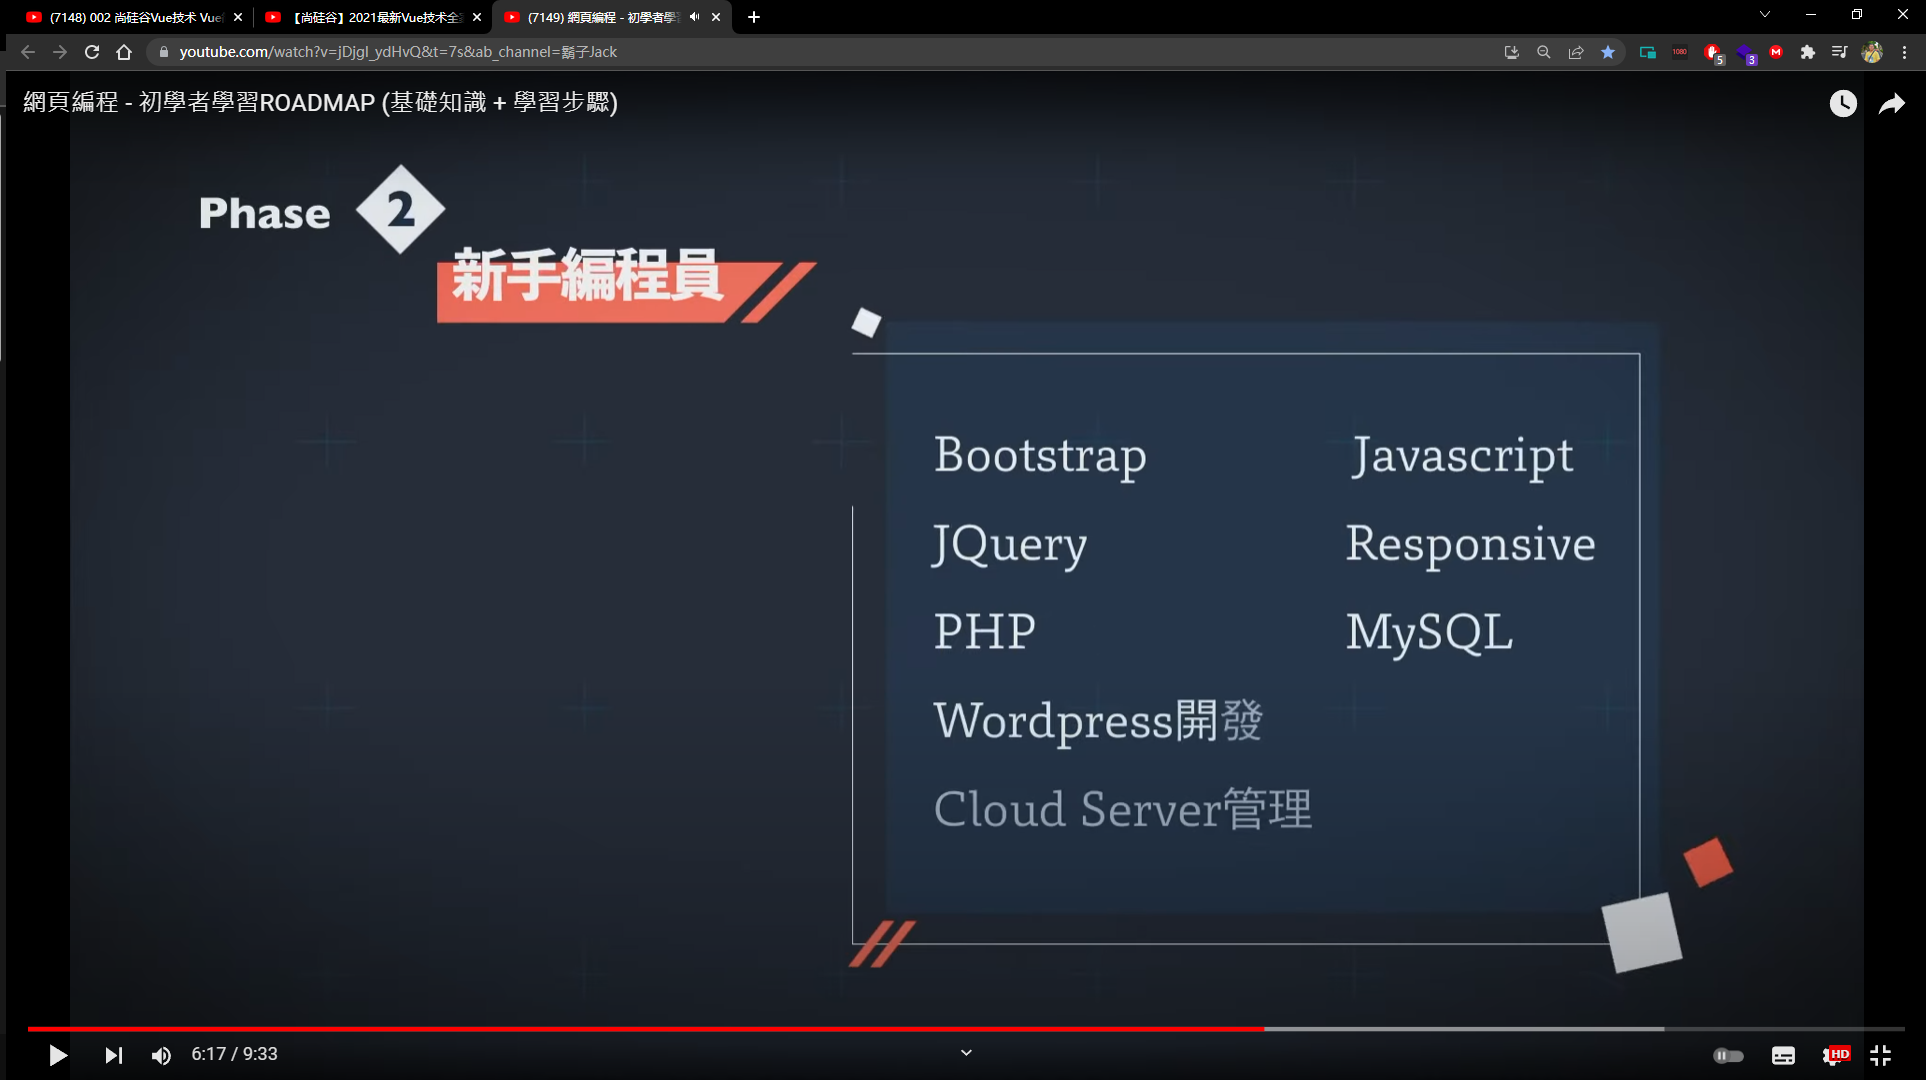 (7148) 002 尚硅谷Vue技术 Vue
【尚硅谷】2021最新Vue技术全
(7149) 網頁編程 - 初學者學
youtube.com/watch?v=jDjgI_ydHvQ&t=7s&ab_channel=鬍子Jack
1080
5
3
M
網頁編程 - 初學者學習ROADMAP (基礎知識 + 學習步驟)
Phase 2
新手編程員
Bootstrap Javascript
JQuery Responsive
PHP MySQL
Wordpress開發
Cloud Server管理
6:17 / 9:33
HD